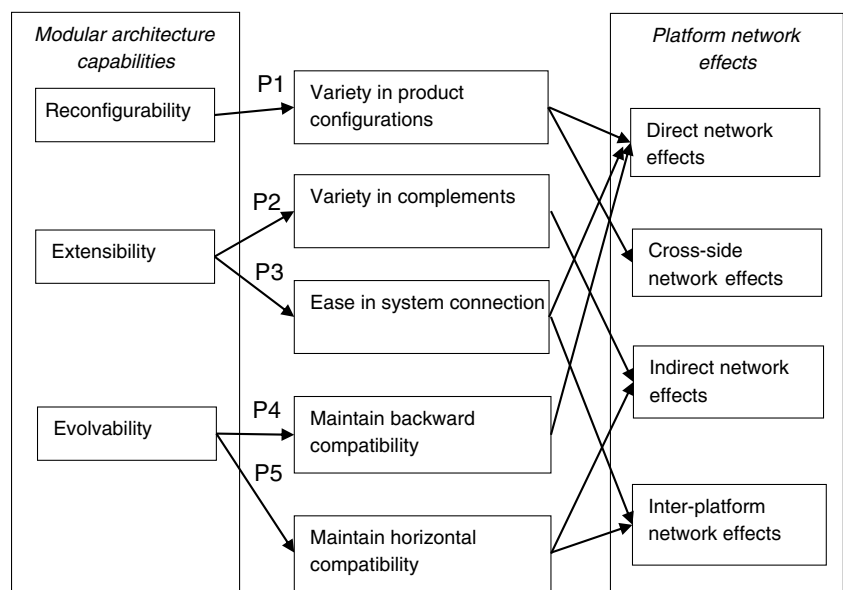 Modular architecture
capabilities
Platform network
effects
Reconfigurability
P1
Variety in product
configurations
Direct network
effects
Extensibility
P2
Variety in complements
P3
Ease in system connection
Cross-side
network effects
Indirect network
effects
Evolvability
P4
Maintain backward
compatibility
P5
Maintain horizontal
compatibility
Inter-platform
network effects